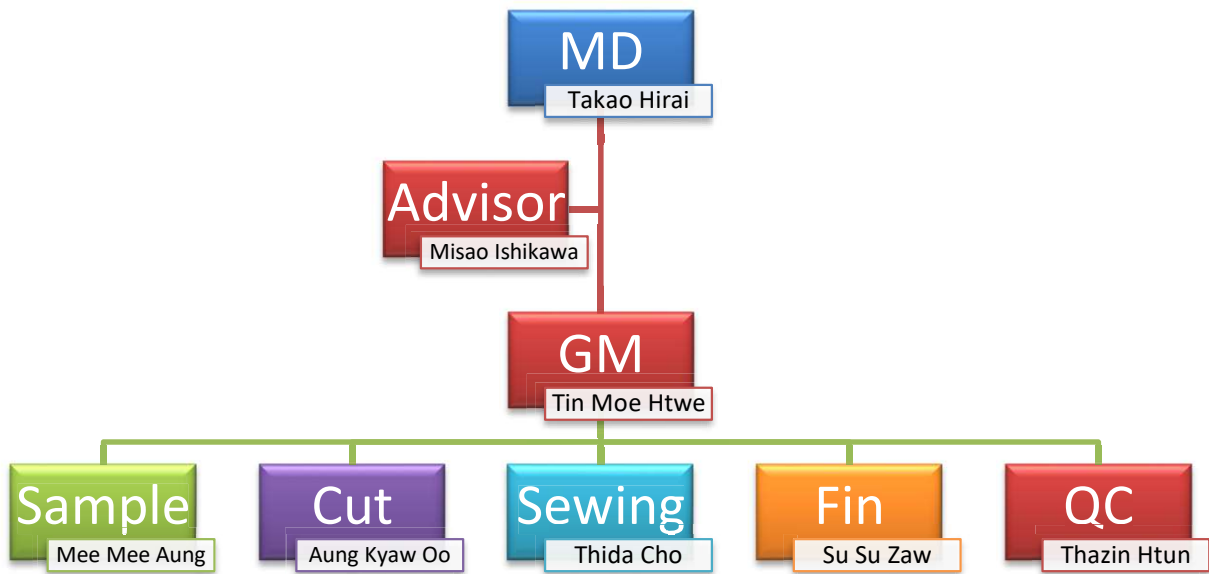 MD
Takao Hirai
Advisor
Misao Ishikawa
GM
Tin Moe Htwe
Sample
Mee Mee Aung
Cut
Aung Kyaw Oo
Sewing
Thida Cho
Fin
Su Su Zaw
QC
Thazin Htun